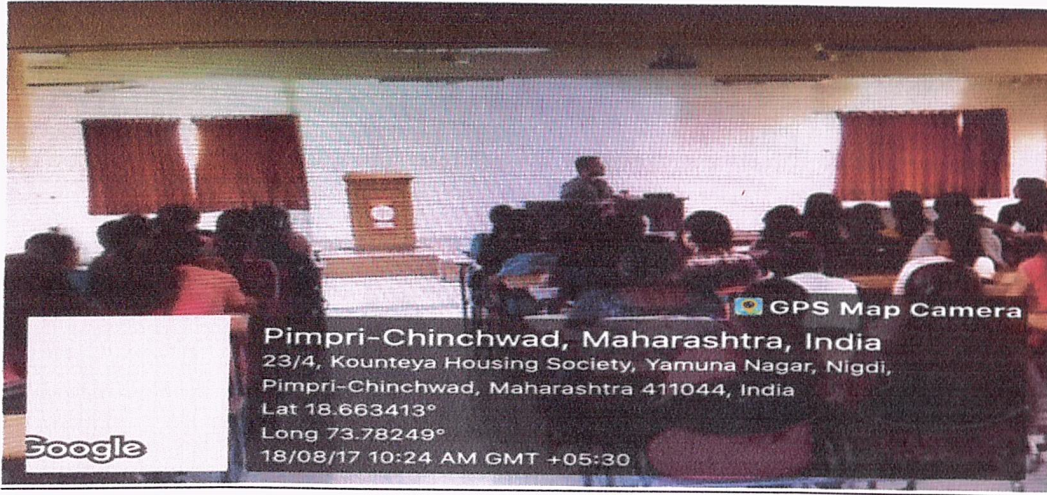 GPS Map Camera
Pimpri-Chinchwad, Maharashtra, India
23/4, Kounteya Housing Society, Yamuna Nagar, Nigdi,
Pimpri-Chinchwad, Maharashtra 411044, India
Lat 18.663413°
Long 73.78249°
18/08/17 10:24 AM GMT +05:30
Google